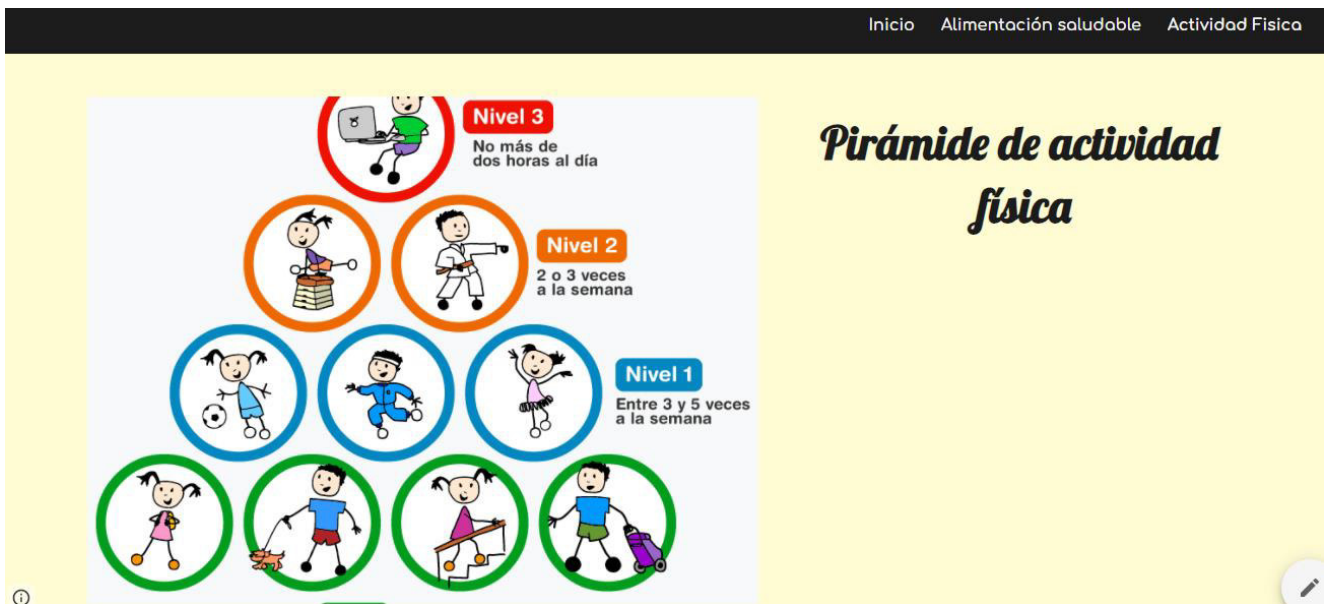 Inicio Alimentación saludable Actividad Fisica
Nivel 3
No más de
dos horas al día
Nivel 2
2 o 3 veces
a la semana
Nivel 1
Entre 3 y 5 veces
a la semana
Pirámide de actividad
física